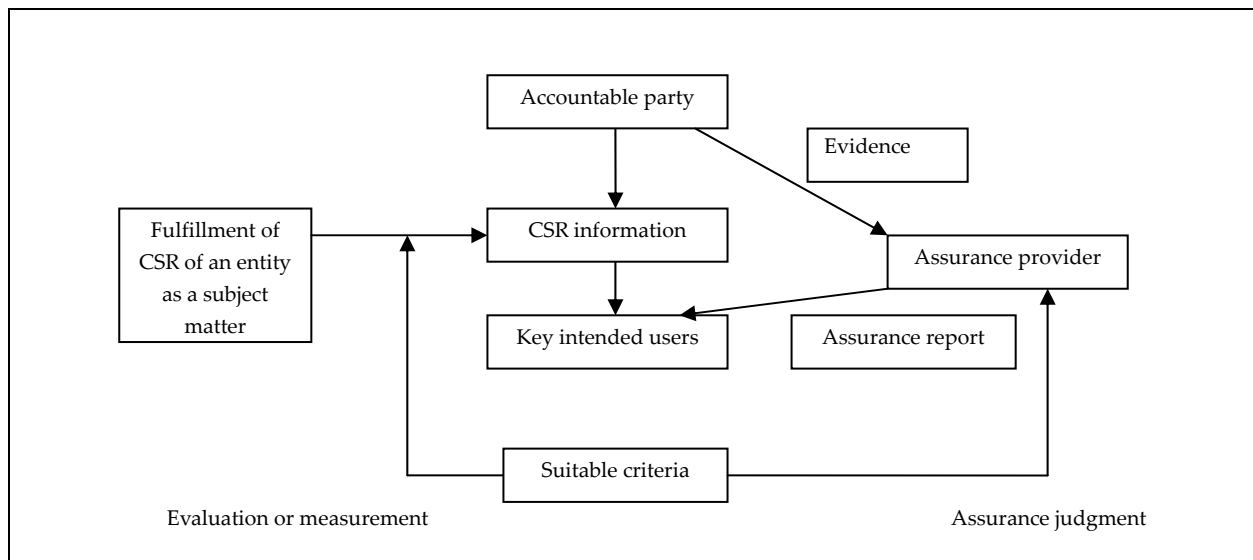 Accountable party
Evidence
Fulfillment of
CSR of an entity
as a subject
matter
CSR information
Assurance provider
Key intended users
Assurance report
Suitable criteria
Evaluation or measurement
Assurance judgment